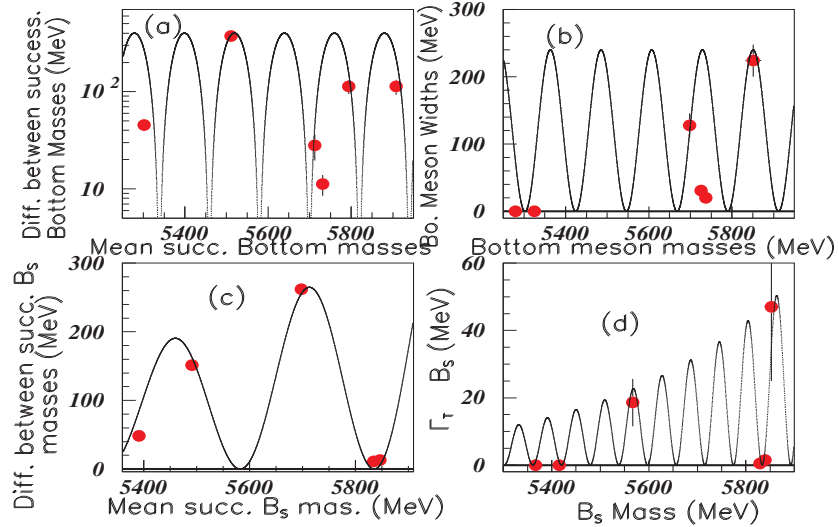 (a)
Diff. between success.
Bottom Masses (MeV)
10²
10
5400 5600 5800
Mean succ. Bottom masses
(b)
Bo. Meson Widths (MeV)
300
200
100
0
5400 5600 5800
Bottom meson masses (MeV)
(c)
Diff. between succ. Bₛ
masses (MeV)
300
200
100
0
5400 5600 5800
Mean succ. Bₛ mas. (MeV)
(d)
Γ_T Bₛ (MeV)
60
40
20
0
5400 5600 5800
Bₛ Mass (MeV)